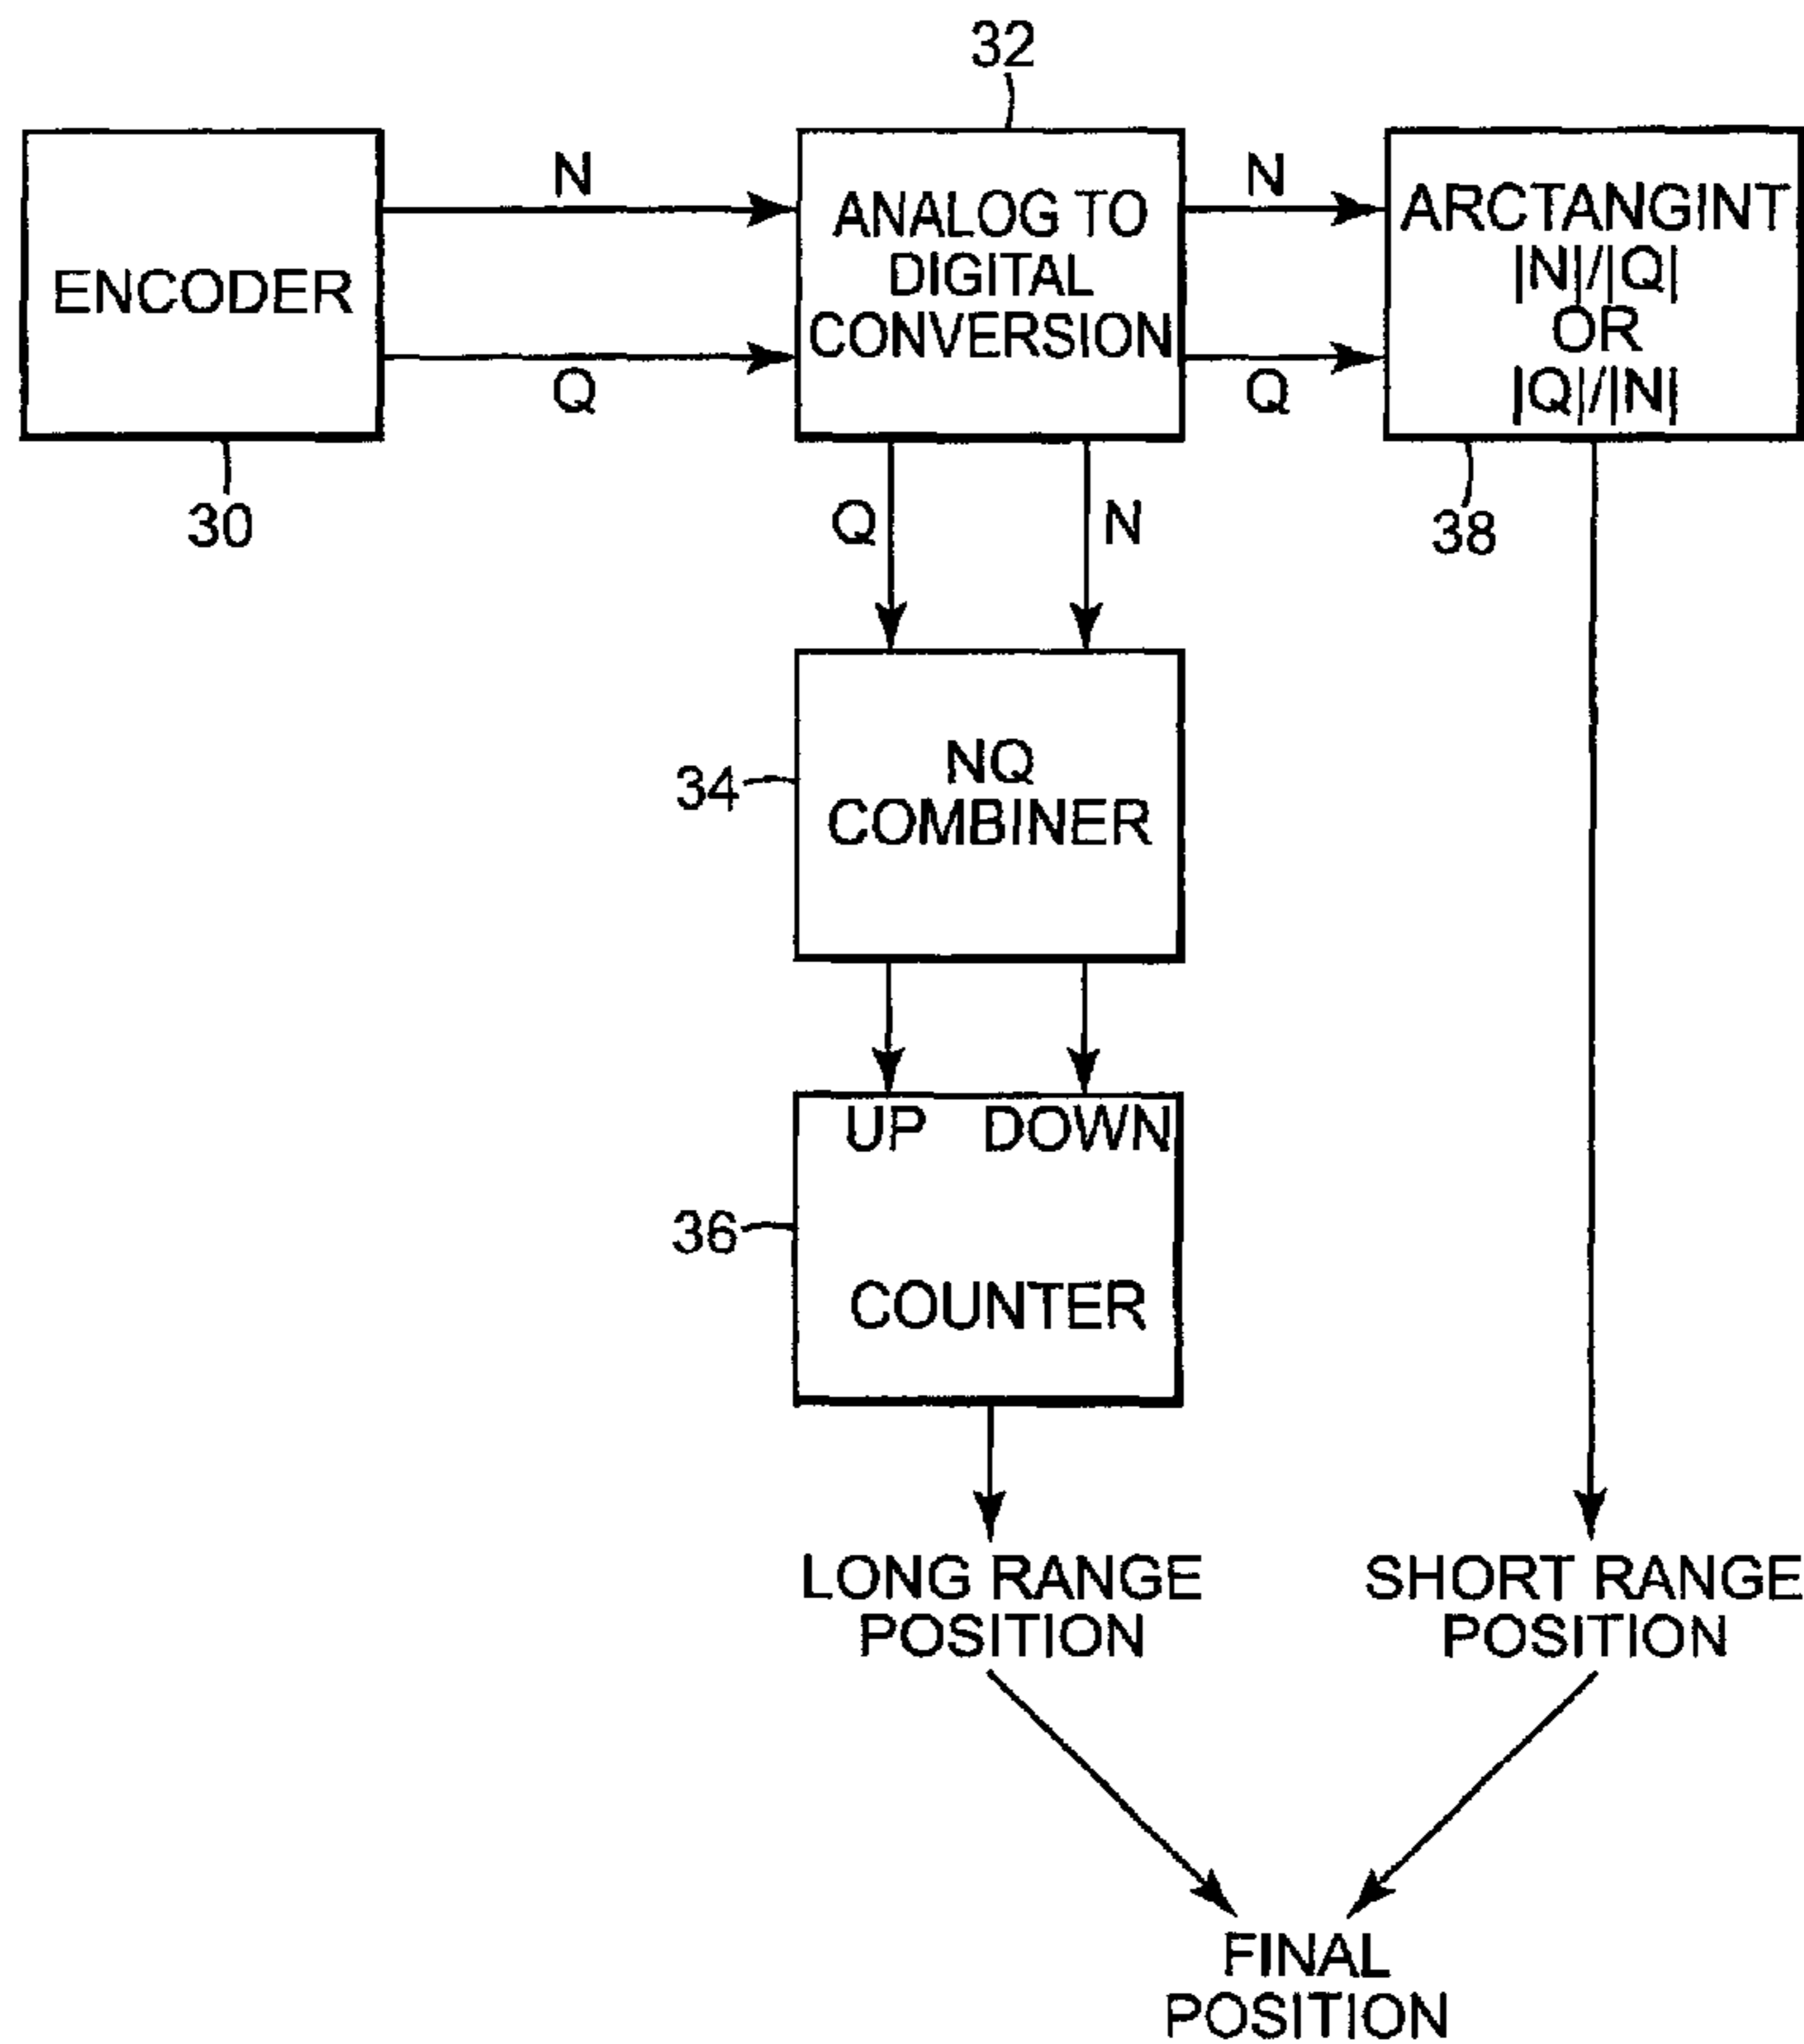 32
ENCODER
30
N
Q
ANALOG TO
DIGITAL
CONVERSION
N
Q
ARCTANGINT
|N|/|Q|
OR
|Q|/|N|
38
Q
N
34
NQ
COMBINER
UP DOWN
36
COUNTER
LONG RANGE
POSITION
SHORT RANGE
POSITION
FINAL
POSITION